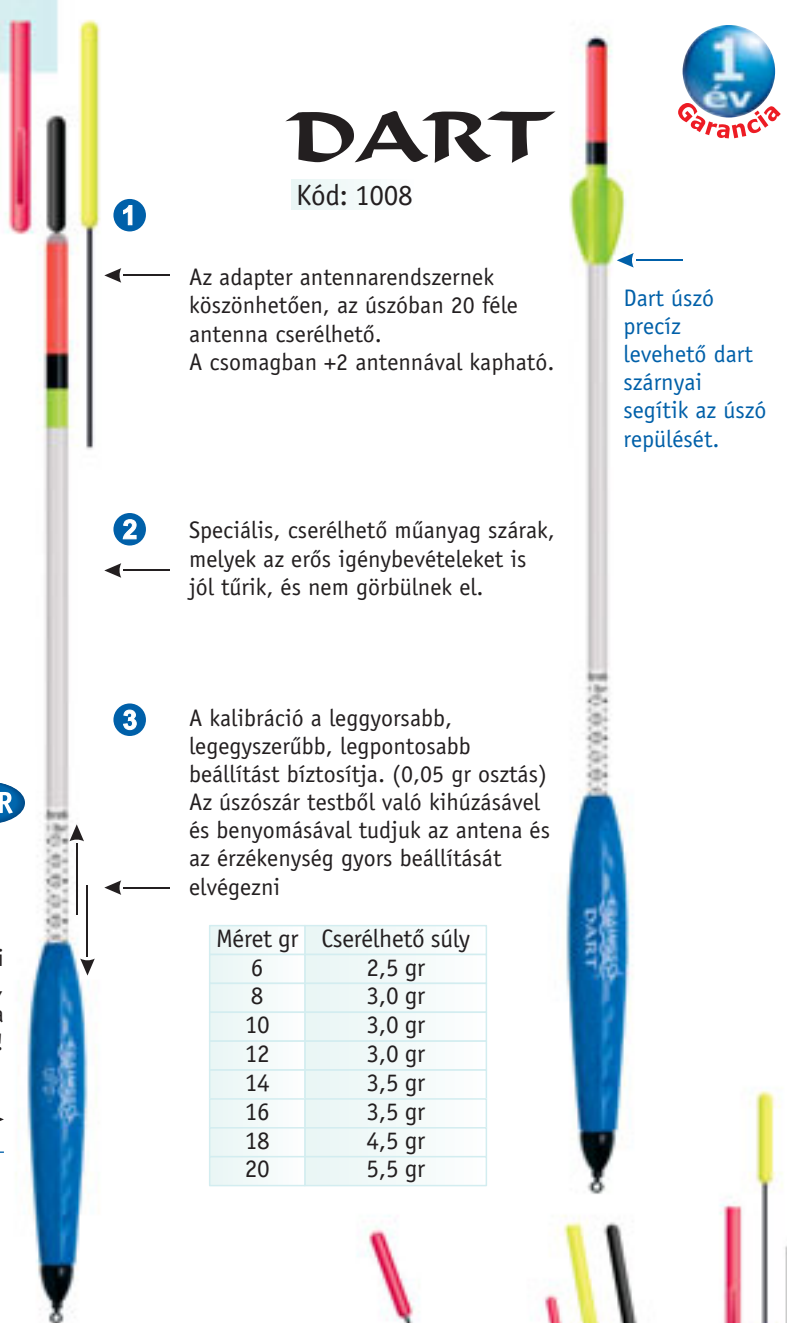 1
év
Garancia
DART
Kód: 1008
1
Az adapter antennarendszernek
köszönhetően, az úszóban 20 féle
antenna cserélhető.
A csomagban +2 antennával kapható.
Dart úszó
precíz
levehető dart
szárnyai
segítik az úszó
repülését.
2
Speciális, cserélhető műanyag szárak,
melyek az erős igénybevételeket is
jól tűrik, és nem görbülnek el.
3
A kalibráció a leggyorsabb,
legegyszerűbb, legpontosabb
beállítást bíztosítja. (0,05 gr osztás)
Az úszószár testből való kihúzásával
és benyomásával tudjuk az antena és
az érzékenység gyors beállítását
elvégezni
R
i
a
!
Méret gr Cserélhető súly
6 2,5 gr
8 3,0 gr
10 3,0 gr
12 3,0 gr
14 3,5 gr
16 3,5 gr
18 4,5 gr
20 5,5 gr
DART